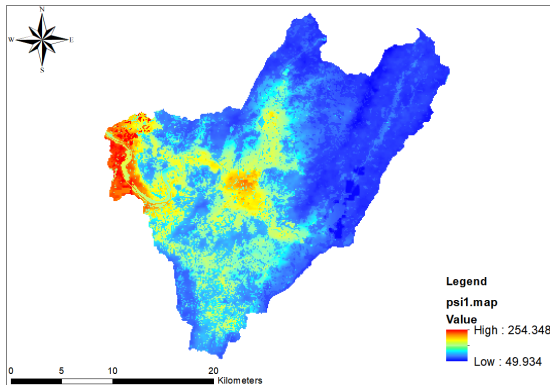 N
W E
S
Legend
psi1.map
Value
High : 254.348
Low : 49.934
0 5 10 20
Kilometers